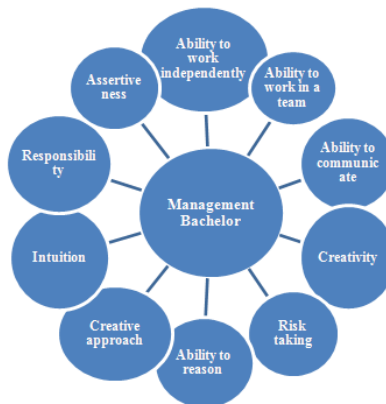 Ability to
work
independently
Ability to
work in a
team
Ability to
communic
ate
Creativity
Risk
taking
Ability to
reason
Creative
approach
Intuition
Responsibili
ty
Assertive
ness
Management
Bachelor